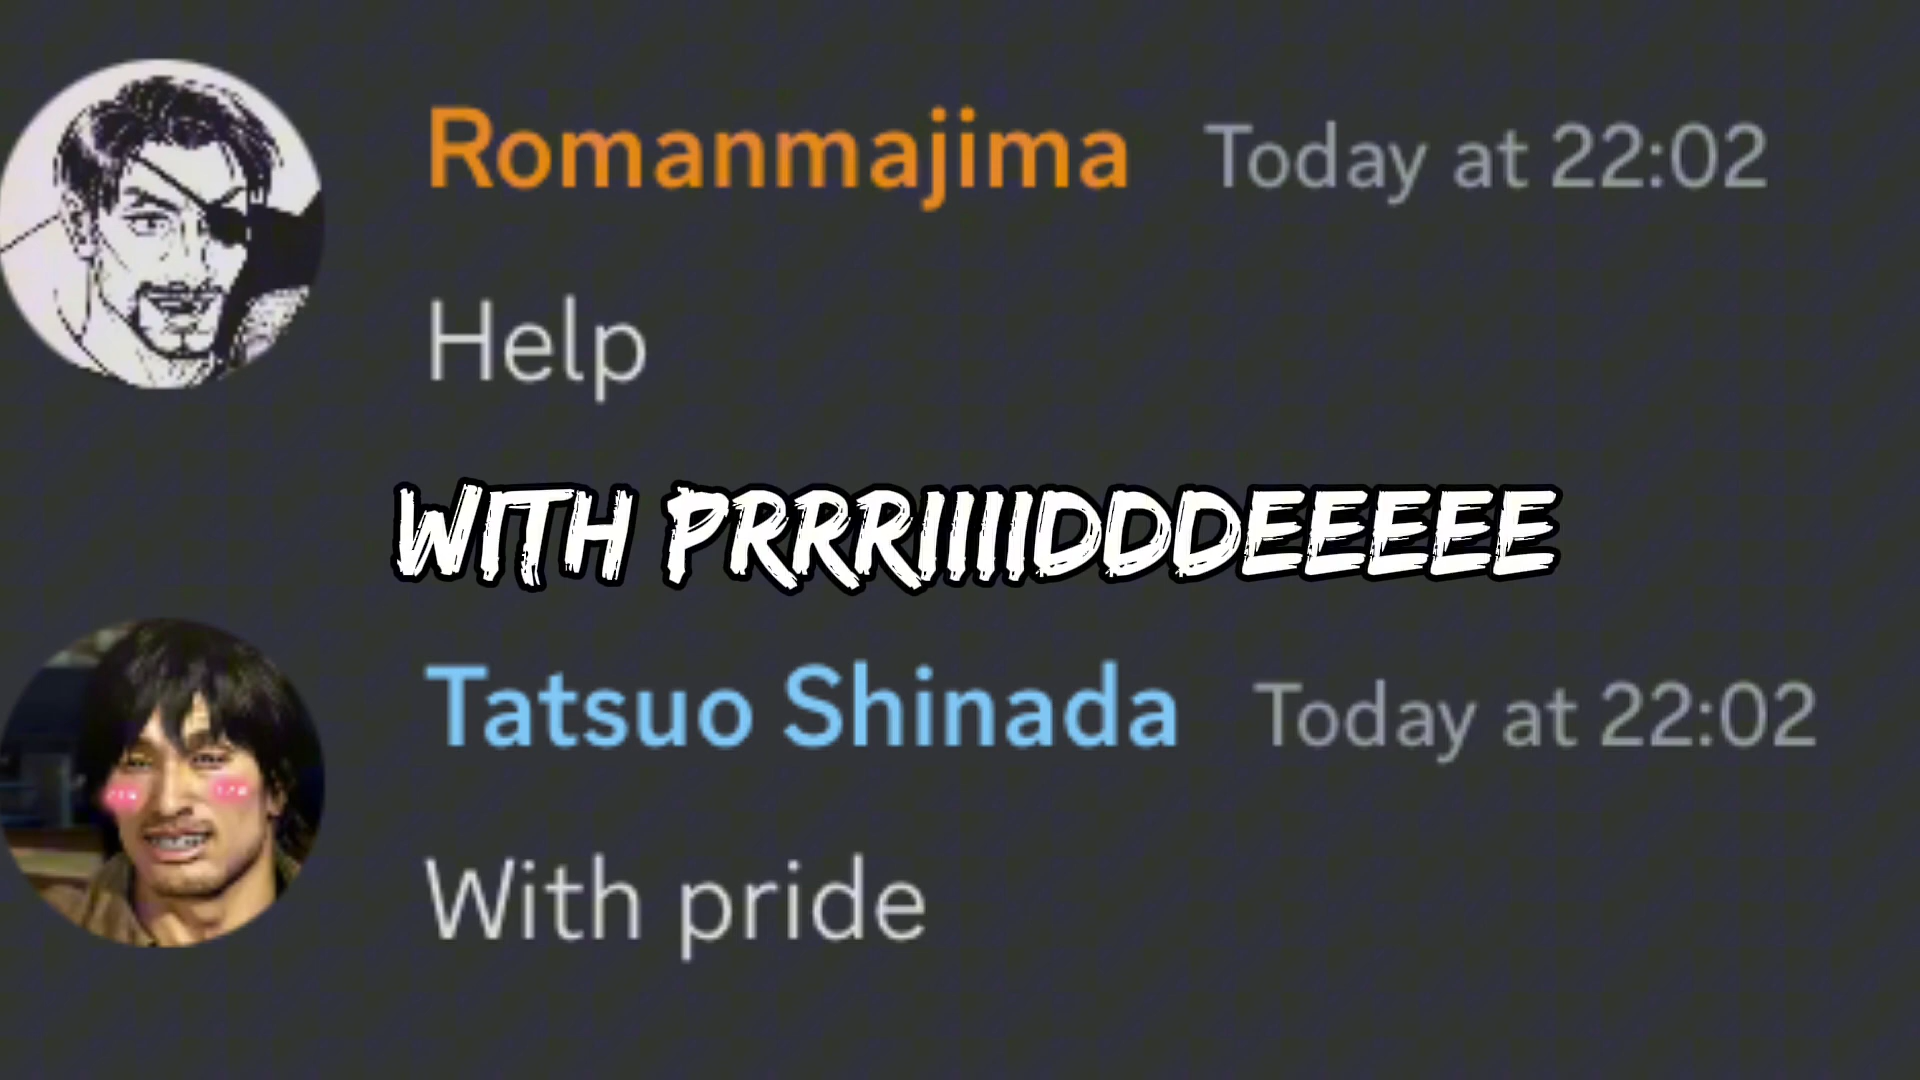 Romanmajima Today at 22:02
Help
WITH PRRRIIIIDDDEEEEE
Tatsuo Shinada Today at 22:02
With pride